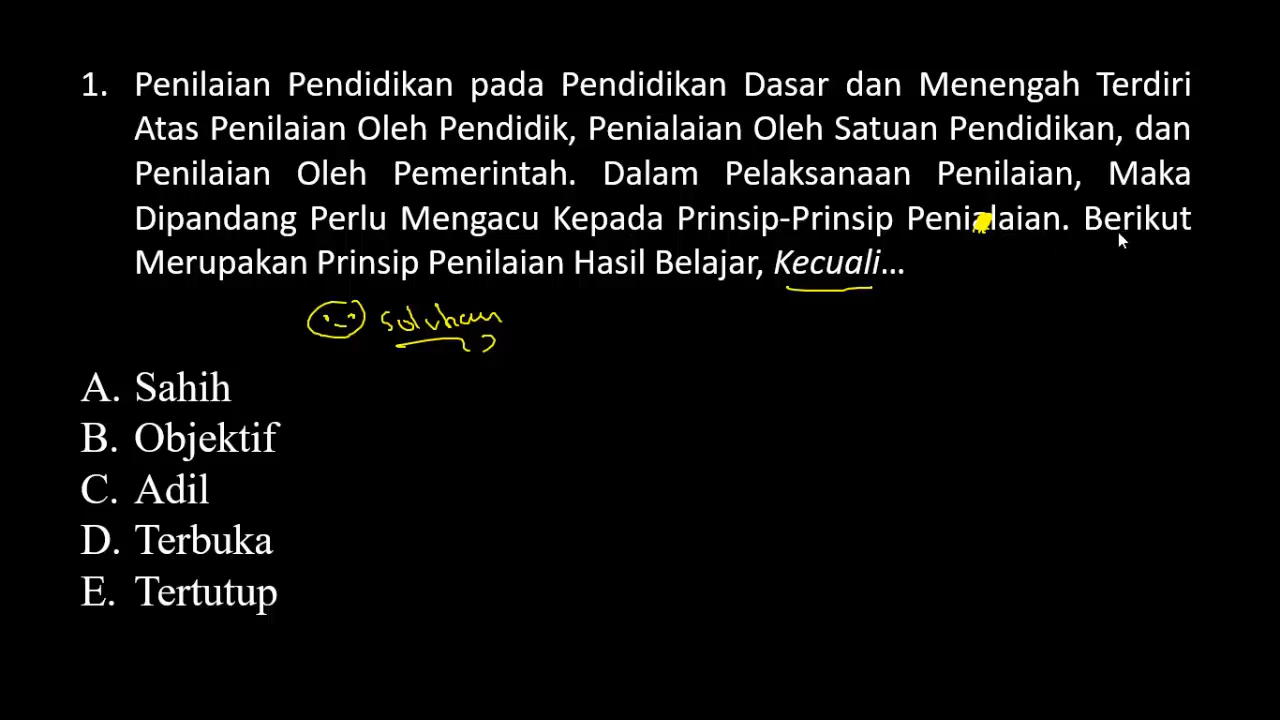 1. Penilaian Pendidikan pada Pendidikan Dasar dan Menengah Terdiri
Atas Penilaian Oleh Pendidik, Penialaian Oleh Satuan Pendidikan, dan
Penilaian Oleh Pemerintah. Dalam Pelaksanaan Penilaian, Maka
Dipandang Perlu Mengacu Kepada Prinsip-Prinsip Penialaian. Berikut
Merupakan Prinsip Penilaian Hasil Belajar, Kecuali...
A. Sahih
B. Objektif
C. Adil
D. Terbuka
E. Tertutup